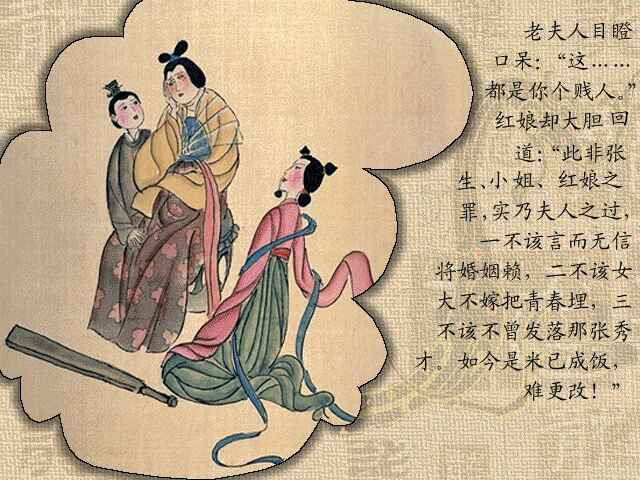 老夫人目瞪
口呆：“这……
都是你个贱人。”
红娘却大胆回
道：“此非张
生、小姐、红娘之
罪，实乃夫人之过，
一不该言而无信
将婚姻赖，二不该女
大不嫁把青春埋，三
不该不曾发落那张秀
才。如今是米已成饭，
难更改！”